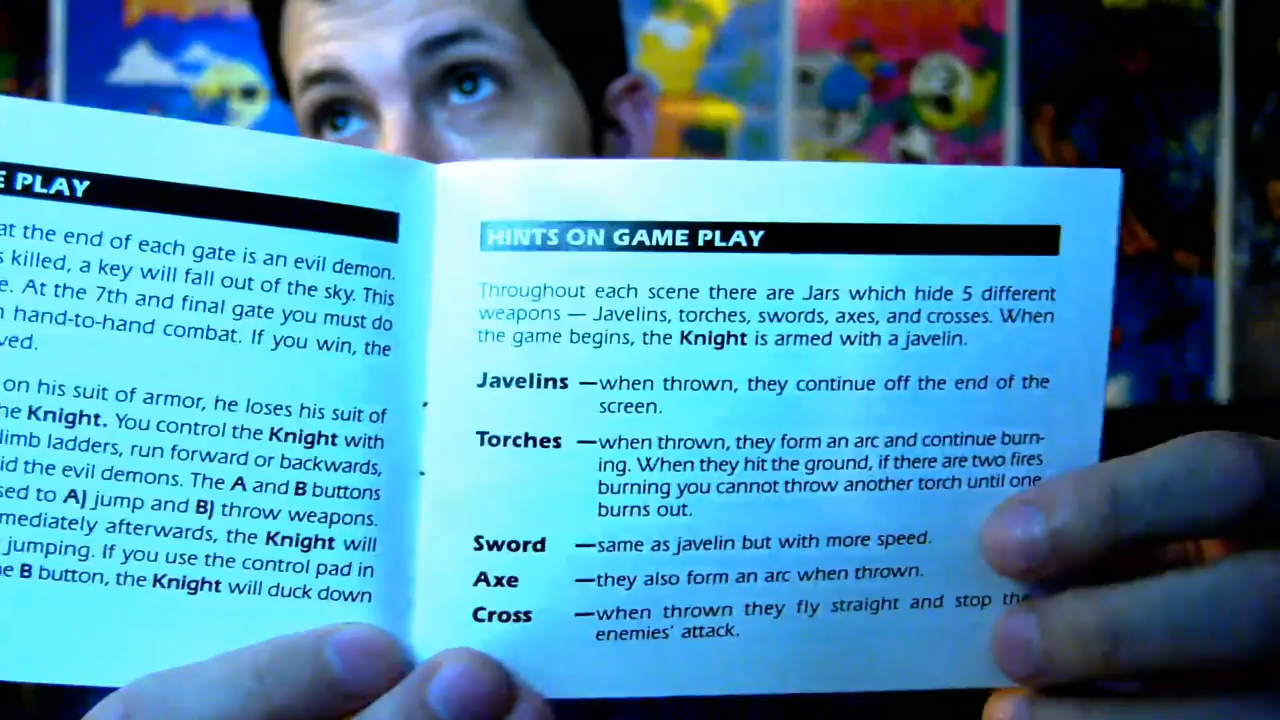 E PLAY
at the end of each gate is an evil demon.
killed, a key will fall out of the sky. This
e. At the 7th and final gate you must do
hand-to-hand combat. If you win, the
ved.
on his suit of armor, he loses his suit of
he Knight. You control the Knight with
limb ladders, run forward or backwards,
id the evil demons. The A and B buttons
sed to A) jump and B) throw weapons.
mediately afterwards, the Knight will
jumping. If you use the control pad in
e B button, the Knight will duck down
HINTS ON GAME PLAY
Throughout each scene there are Jars which hide 5 different
weapons — Javelins, torches, swords, axes, and crosses. When
the game begins, the Knight is armed with a javelin.
Javelins —when thrown, they continue off the end of the
screen.
Torches —when thrown, they form an arc and continue burn-
ing. When they hit the ground, if there are two fires
burning you cannot throw another torch until one
burns out.
Sword —same as javelin but with more speed.
Axe —they also form an arc when thrown.
Cross —when thrown they fly straight and stop the
enemies' attack.